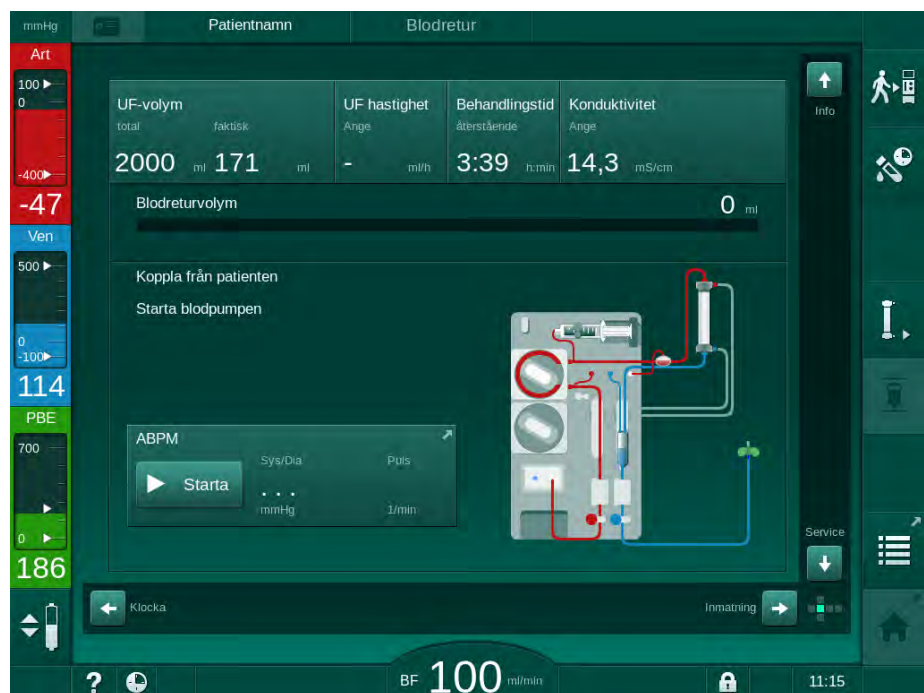 mmHg Patientnamn Blodretur
Art
100
0
-400
-47
Ven
500
0
-100
114
PBE
700
0
186
UF-volym UF hastighet Behandlingstid Konduktivitet
total faktisk Ange återstående Ange
2000 ml 171 ml - ml/h 3:39 h:min 14,3 mS/cm
Blodreturvolym 0 ml
Koppla från patienten
Starta blodpumpen
ABPM
Sys/Dia Puls
Starta . . .
mmHg 1/min
Info
Service
Klocka Inmatning
? BF 100 ml/min 11:15